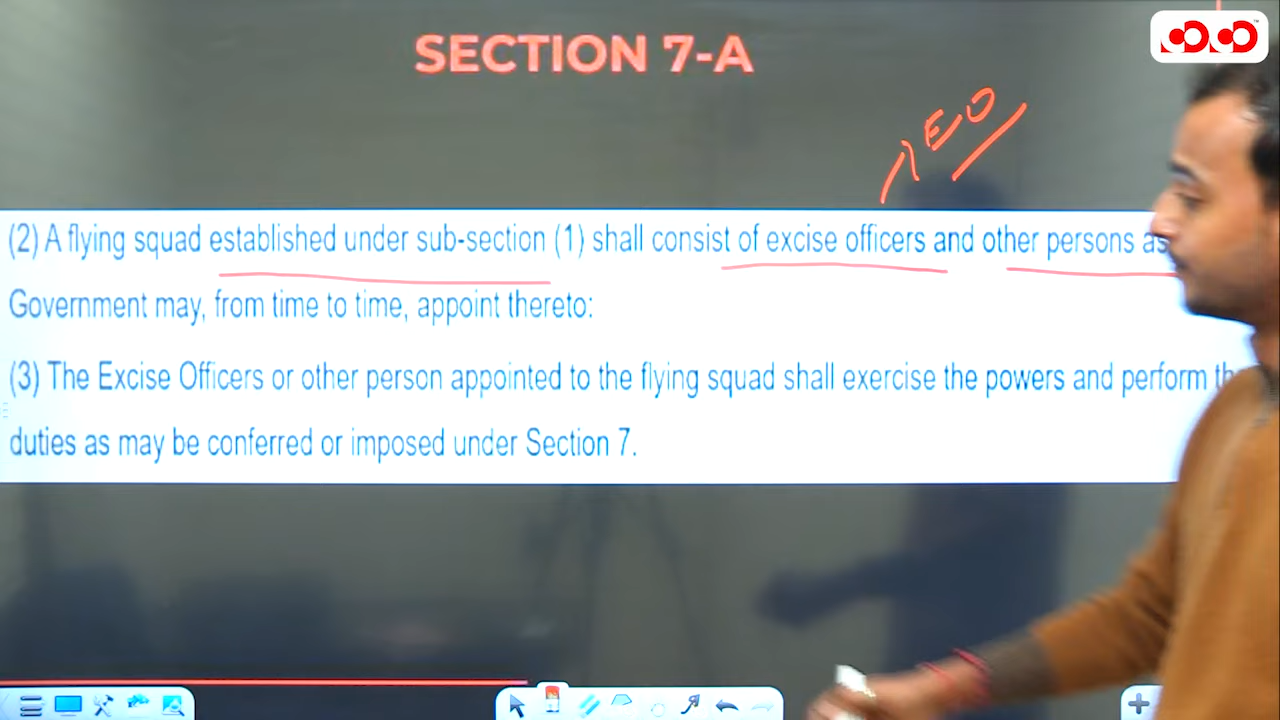 SECTION 7-A
EO
(2) A flying squad established under sub-section (1) shall consist of excise officers and other persons as
Government may, from time to time, appoint thereto:
(3) The Excise Officers or other person appointed to the flying squad shall exercise the powers and perform th
duties as may be conferred or imposed under Section 7.